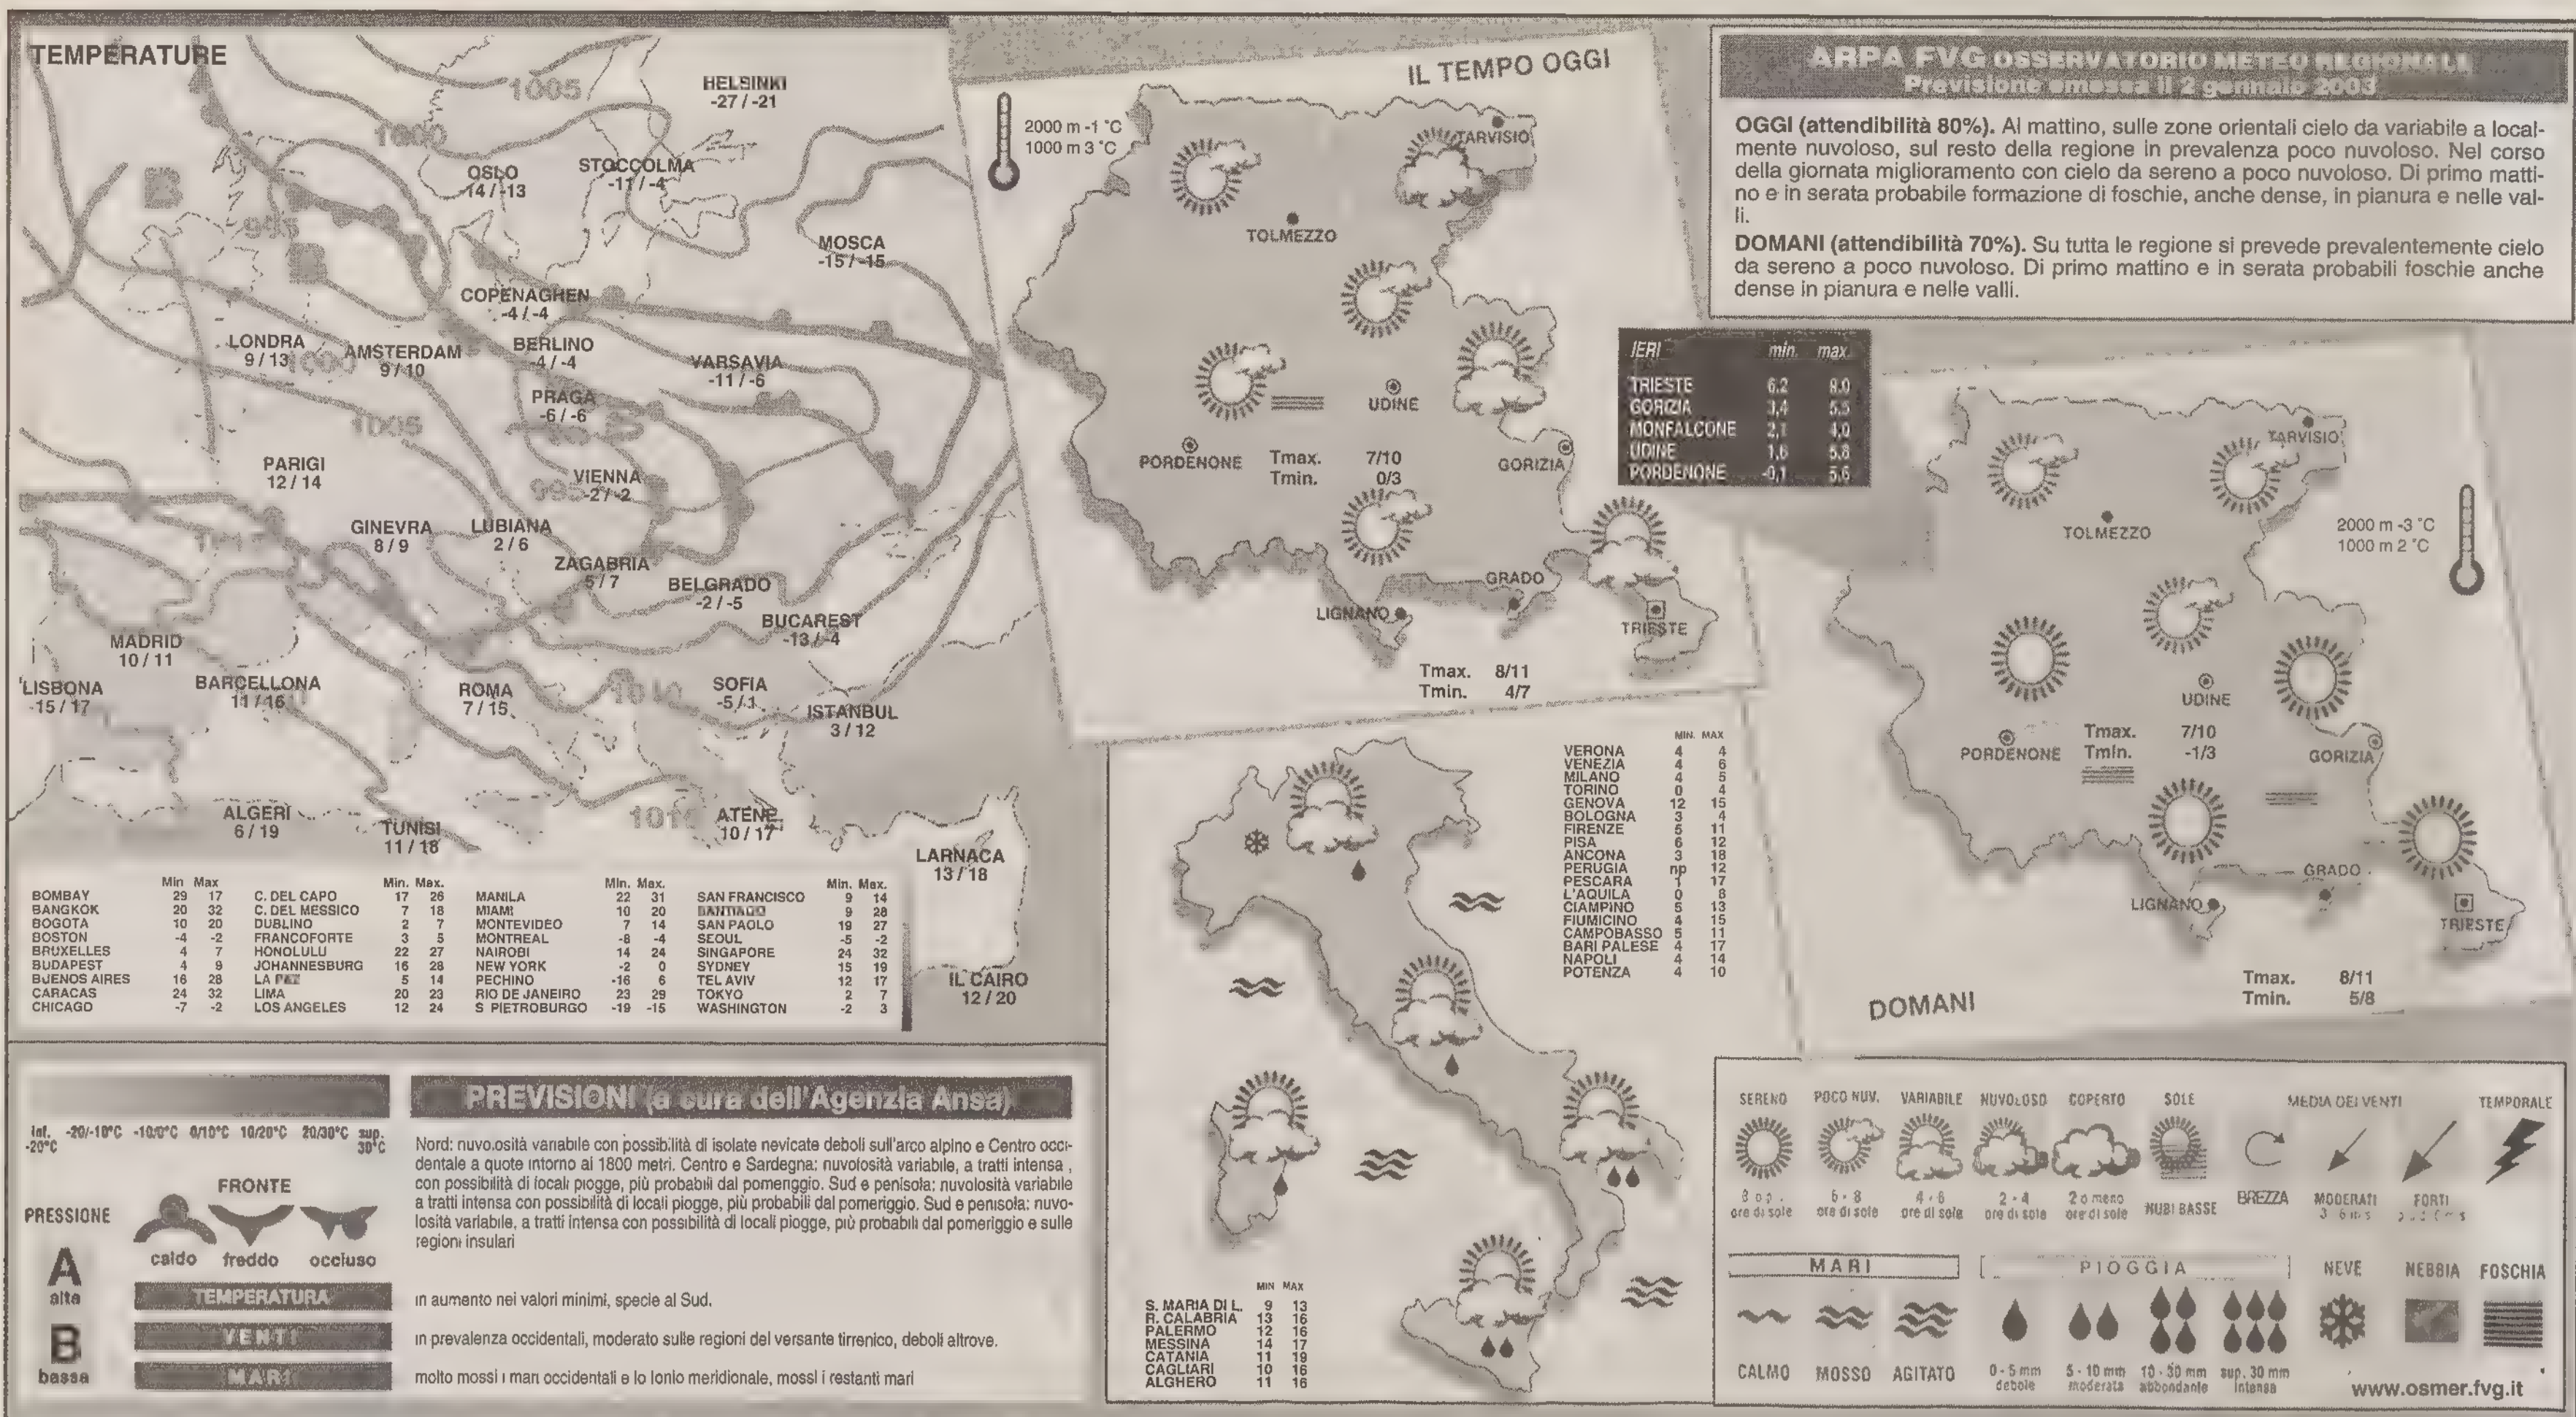 TEMPERATURE
1005
1000
HELSINKI
-27 / -21
OSLO
-14 / -13
STOCCOLMA
-11 / -4
995
MOSCA
-15 / -15
COPENAGHEN
-4 / -4
LONDRA
9 / 13
1000
AMSTERDAM
9 / 10
BERLINO
-4 / -4
VARSAVIA
-11 / -6
PRAGA
-6 / -6
1005
PARIGI
12 / 14
VIENNA
-2 / -2
995
GINEVRA
8 / 9
LUBIANA
2 / 6
ZAGABRIA
5 / 7
BELGRADO
-2 / -5
BUCAREST
-13 / -4
MADRID
10 / 11
LISBONA
-15 / 17
BARCELLONA
11 / 16
ROMA
7 / 15
1010
SOFIA
-5 / 1
ISTANBUL
3 / 12
ALGERI
6 / 19
TUNISI
11 / 18
ATENE
10 / 17
LARNACA
13 / 18
IL CAIRO
12 / 20
Min Max
BOMBAY 29 17
BANGKOK 20 32
BOGOTA 10 20
BOSTON -4 -2
BRUXELLES 4 7
BUDAPEST 4 9
BUENOS AIRES 16 28
CARACAS 24 32
CHICAGO -7 -2
Min. Max.
C. DEL CAPO 17 26
C. DEL MESSICO 7 18
DUBLINO 2 7
FRANCOFORTE 3 5
HONOLULU 22 27
JOHANNESBURG 16 28
LA PAZ 5 14
LIMA 20 23
LOS ANGELES 12 24
Min. Max.
MANILA 22 31
MIAMI 10 20
MONTEVIDEO 7 14
MONTREAL -8 -4
NAIROBI 14 24
NEW YORK -2 0
PECHINO -16 6
RIO DE JANEIRO 23 29
S PIETROBURGO -19 -15
Min. Max.
SAN FRANCISCO 9 14
SANTIAGO 9 28
SAN PAOLO 19 27
SEOUL -5 -2
SINGAPORE 24 32
SYDNEY 15 19
TEL AVIV 12 17
TOKYO 2 7
WASHINGTON -2 3
IL TEMPO OGGI
2000 m -1 °C
1000 m 3 °C
TARVISIO
TOLMEZZO
UDINE
PORDENONE
Tmax. 7/10
Tmin. 0/3
GORIZIA
GRADO
LIGNANO
TRIESTE
Tmax. 8/11
Tmin. 4/7
ARPA FVG OSSERVATORIO METEO REGIONALE
Previsione emessa il 2 gennaio 2003
OGGI (attendibilità 80%). Al mattino, sulle zone orientali cielo da variabile a local-
mente nuvoloso, sul resto della regione in prevalenza poco nuvoloso. Nel corso
della giornata miglioramento con cielo da sereno a poco nuvoloso. Di primo matti-
no e in serata probabile formazione di foschie, anche dense, in pianura e nelle val-
li.
DOMANI (attendibilità 70%). Su tutta le regione si prevede prevalentemente cielo
da sereno a poco nuvoloso. Di primo mattino e in serata probabili foschie anche
dense in pianura e nelle valli.
IERI min. max.
TRIESTE 6,2 9,0
GORIZIA 3,4 5,5
MONFALCONE 2,1 4,0
UDINE 1,6 5,8
PORDENONE -0,1 5,6
TARVISIO
TOLMEZZO
2000 m -3 °C
1000 m 2 °C
UDINE
PORDENONE
Tmax. 7/10
Tmin. -1/3
GORIZIA
GRADO
LIGNANO
TRIESTE
Tmax. 8/11
Tmin. 5/8
DOMANI
MIN. MAX
VERONA 4 4
VENEZIA 4 6
MILANO 4 5
TORINO 0 4
GENOVA 12 15
BOLOGNA 3 4
FIRENZE 5 11
PISA 6 12
ANCONA 3 18
PERUGIA np 12
PESCARA 1 17
L'AQUILA 0 8
CIAMPINO 5 13
FIUMICINO 4 15
CAMPOBASSO 5 11
BARI PALESE 4 17
NAPOLI 4 14
POTENZA 4 10
MIN MAX
S. MARIA DI L. 9 13
R. CALABRIA 13 16
PALERMO 12 16
MESSINA 14 17
CATANIA 11 19
CAGLIARI 10 16
ALGHERO 11 16
inf. -20°C -20/-10°C -10/0°C 0/10°C 10/20°C 20/30°C sup. 30°C
FRONTE
PRESSIONE
caldo freddo occluso
A
alta
B
bassa
PREVISIONI (a cura dell'Agenzia Ansa)
Nord: nuvolosità variabile con possibilità di isolate nevicate deboli sull'arco alpino e Centro occi-
dentale a quote intorno ai 1800 metri. Centro e Sardegna: nuvolosità variabile, a tratti intensa ,
con possibilità di locali piogge, più probabili dal pomeriggio. Sud e penisola: nuvolosità variabile
a tratti intensa con possibilità di locali piogge, più probabili dal pomeriggio. Sud e penisola: nuvo-
losità variabile, a tratti intensa con possibilità di locali piogge, più probabili dal pomeriggio e sulle
regioni insulari
TEMPERATURA
in aumento nei valori minimi, specie al Sud.
VENTI
in prevalenza occidentali, moderato sulle regioni del versante tirrenico, deboli altrove.
MARI
molto mossi i mari occidentali e lo Ionio meridionale, mossi i restanti mari
SERENO POCO NUV. VARIABILE NUVOLOSO COPERTO SOLE MEDIA DEI VENTI TEMPORALE
ore di sole
6 - 8 ore di sole
4 - 6 ore di sole
2 - 4 ore di sole
2 o meno ore di sole
NUBI BASSE
BREZZA
MODERATI
FORTI
MARI PIOGGIA NEVE NEBBIA FOSCHIA
CALMO MOSSO AGITATO
0 - 5 mm debole
5 - 10 mm moderata
10 - 30 mm abbondante
sup. 30 mm intensa
www.osmer.fvg.it